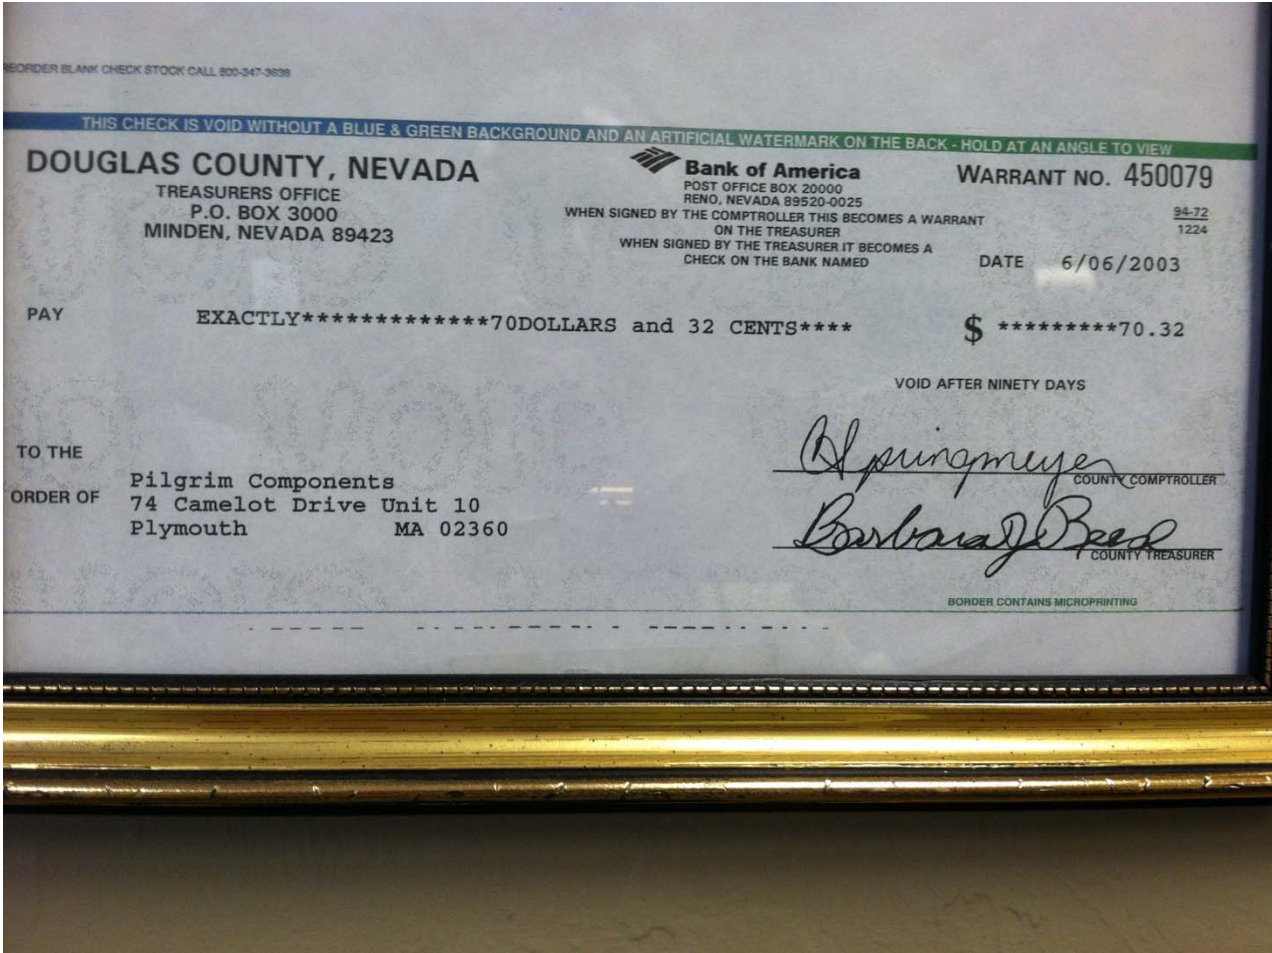 REORDER BLANK CHECK STOCK CALL 800-347-3638
THIS CHECK IS VOID WITHOUT A BLUE & GREEN BACKGROUND AND AN ARTIFICIAL WATERMARK ON THE BACK - HOLD AT AN ANGLE TO VIEW
DOUGLAS COUNTY, NEVADA
TREASURERS OFFICE
P.O. BOX 3000
MINDEN, NEVADA 89423
Bank of America
POST OFFICE BOX 20000
RENO, NEVADA 89520-0025
WHEN SIGNED BY THE COMPTROLLER THIS BECOMES A WARRANT
ON THE TREASURER
WHEN SIGNED BY THE TREASURER IT BECOMES A
CHECK ON THE BANK NAMED
WARRANT NO. 450079
94-72
1224
DATE 6/06/2003
PAY EXACTLY*************70DOLLARS and 32 CENTS**** $ *********70.32
VOID AFTER NINETY DAYS
TO THE
ORDER OF
Pilgrim Components
74 Camelot Drive Unit 10
Plymouth MA 02360
Springmeyer
COUNTY COMPTROLLER
Barbara J Reed
COUNTY TREASURER
BORDER CONTAINS MICROPRINTING